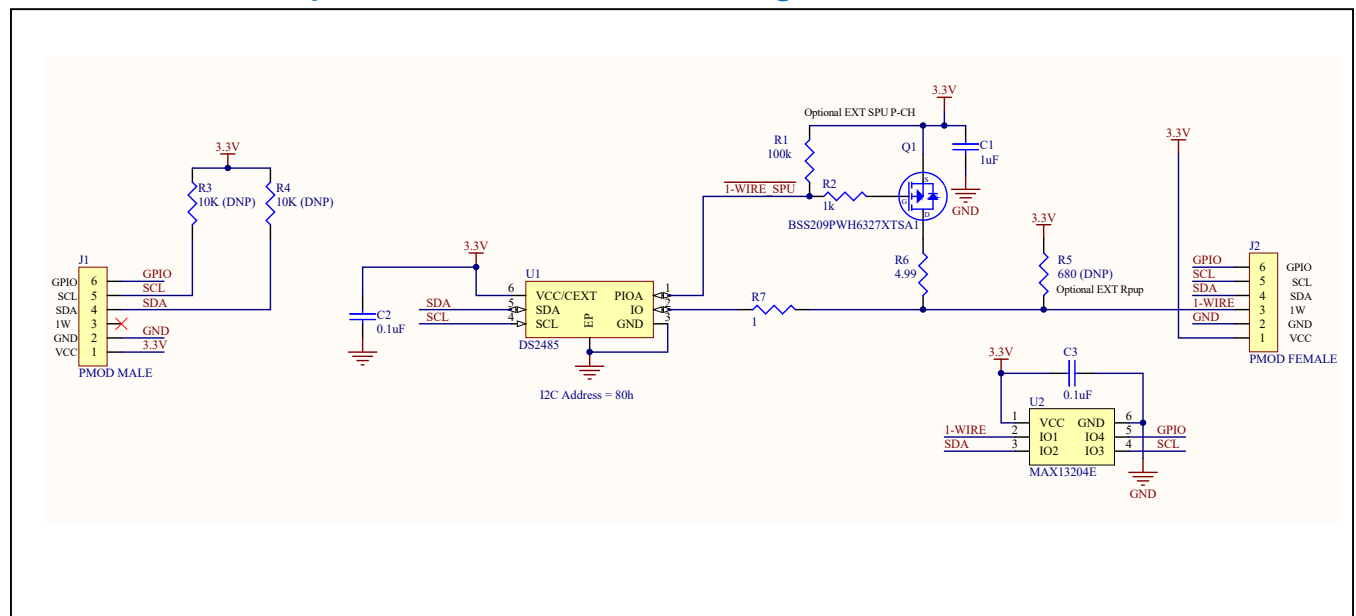 3.3V
Optional EXT SPU P-CH
R1
100k
Q1
C1
1uF
3.3V
3.3V
R3
10K (DNP)
R4
10K (DNP)
1-WIRE_SPU
R2
1k
S
G
D
GND
BSS209PWH6327XTSA1
3.3V
3.3V
J1
GPIO 6 GPIO
SCL 5 SCL
SDA 4 SDA
1W 3
GND 2 GND
VCC 1 3.3V
PMOD MALE
C2
0.1uF
U1
6 VCC/CEXT PIOA 1
SDA 5 SDA IO 2
SCL 4 SCL EP GND 3
DS2485
I2C Address = 80h
R6
4.99
R5
680 (DNP)
Optional EXT Rpup
R7
1
J2
GPIO 6 GPIO
SCL 5 SCL
SDA 4 SDA
1-WIRE 3 1W
GND 2 GND
1 VCC
PMOD FEMALE
3.3V
C3
0.1uF
U2
1 VCC GND 6
1-WIRE 2 IO1 IO4 5 GPIO
SDA 3 IO2 IO3 4 SCL
MAX13204E
GND